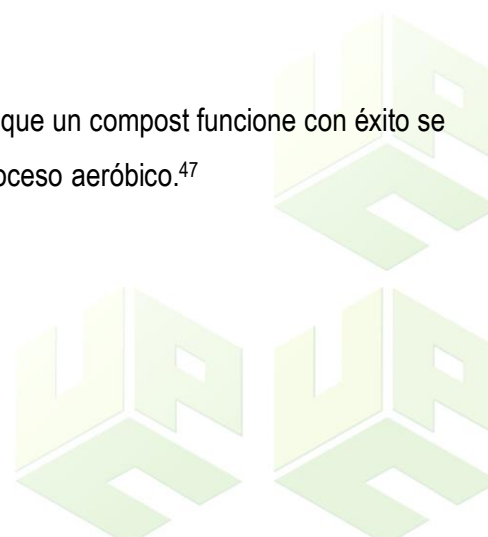 que un compost funcione con éxito se
oceso aeróbico.47